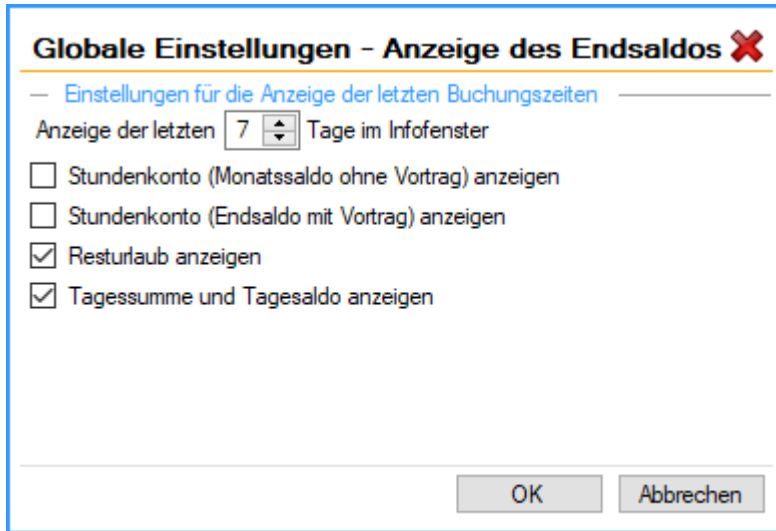 Globale Einstellungen - Anzeige des Endsaldos
Einstellungen für die Anzeige der letzten Buchungszeiten
Anzeige der letzten 7 Tage im Infofenster
Stundenkonto (Monatssaldo ohne Vortrag) anzeigen
Stundenkonto (Endsaldo mit Vortrag) anzeigen
Resturlaub anzeigen
Tagessumme und Tagesaldo anzeigen
OK Abbrechen